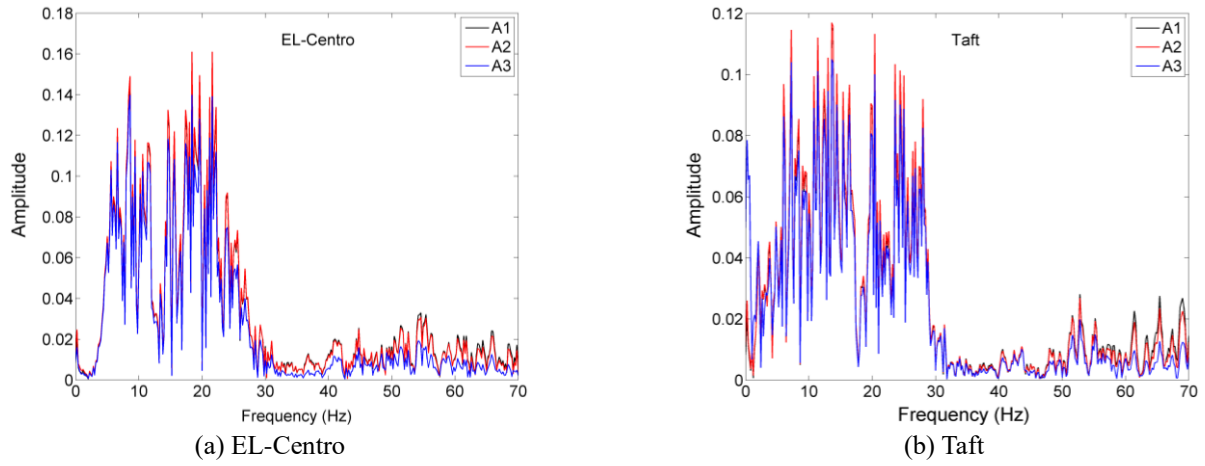 0.18
0.16
0.14
0.12
0.1
0.08
0.06
0.04
0.02
0
Amplitude
EL-Centro
A1
A2
A3
0 10 20 30 40 50 60 70
Frequency (Hz)
(a) EL-Centro
0.12
0.1
0.08
0.06
0.04
0.02
0
Amplitude
Taft
A1
A2
A3
0 10 20 30 40 50 60 70
Frequency (Hz)
(b) Taft